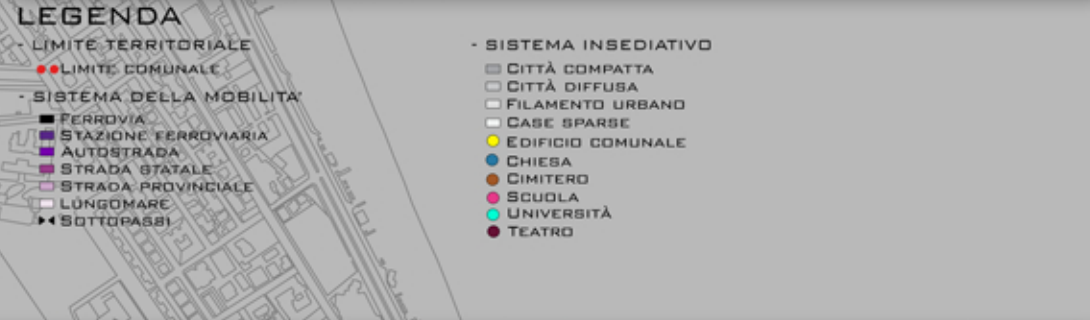 LEGENDA
- LIMITE TERRITORIALE
LIMITE COMUNALE
- SISTEMA DELLA MOBILITA'
FERROVIA
STAZIONE FERROVIARIA
AUTOSTRADA
STRADA STATALE
STRADA PROVINCIALE
LUNGOMARE
SOTTOPASSI
- SISTEMA INSEDIATIVO
CITTÀ COMPATTA
CITTÀ DIFFUSA
FILAMENTO URBANO
CASE SPARSE
EDIFICIO COMUNALE
CHIESA
CIMITERO
SCUOLA
UNIVERSITÀ
TEATRO